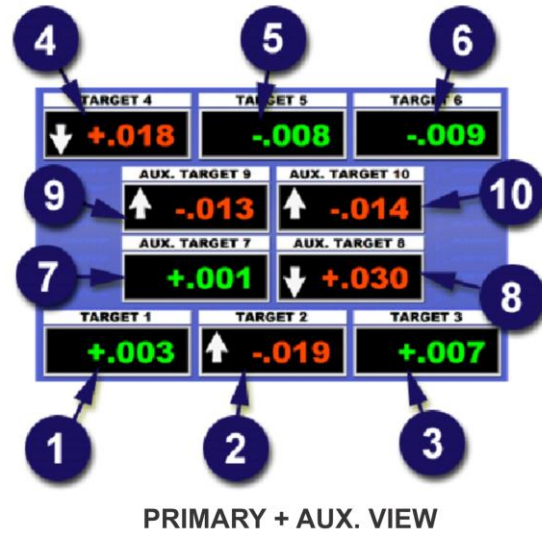 4 5 6
TARGET 4 TARGET 5 TARGET 6
+.018 -.008 -.009
AUX. TARGET 9 AUX. TARGET 10
9 -.013 -.014 10
AUX. TARGET 7 AUX. TARGET 8
7 +.001 +.030 8
TARGET 1 TARGET 2 TARGET 3
+.003 -.019 +.007
1 2 3
PRIMARY + AUX. VIEW